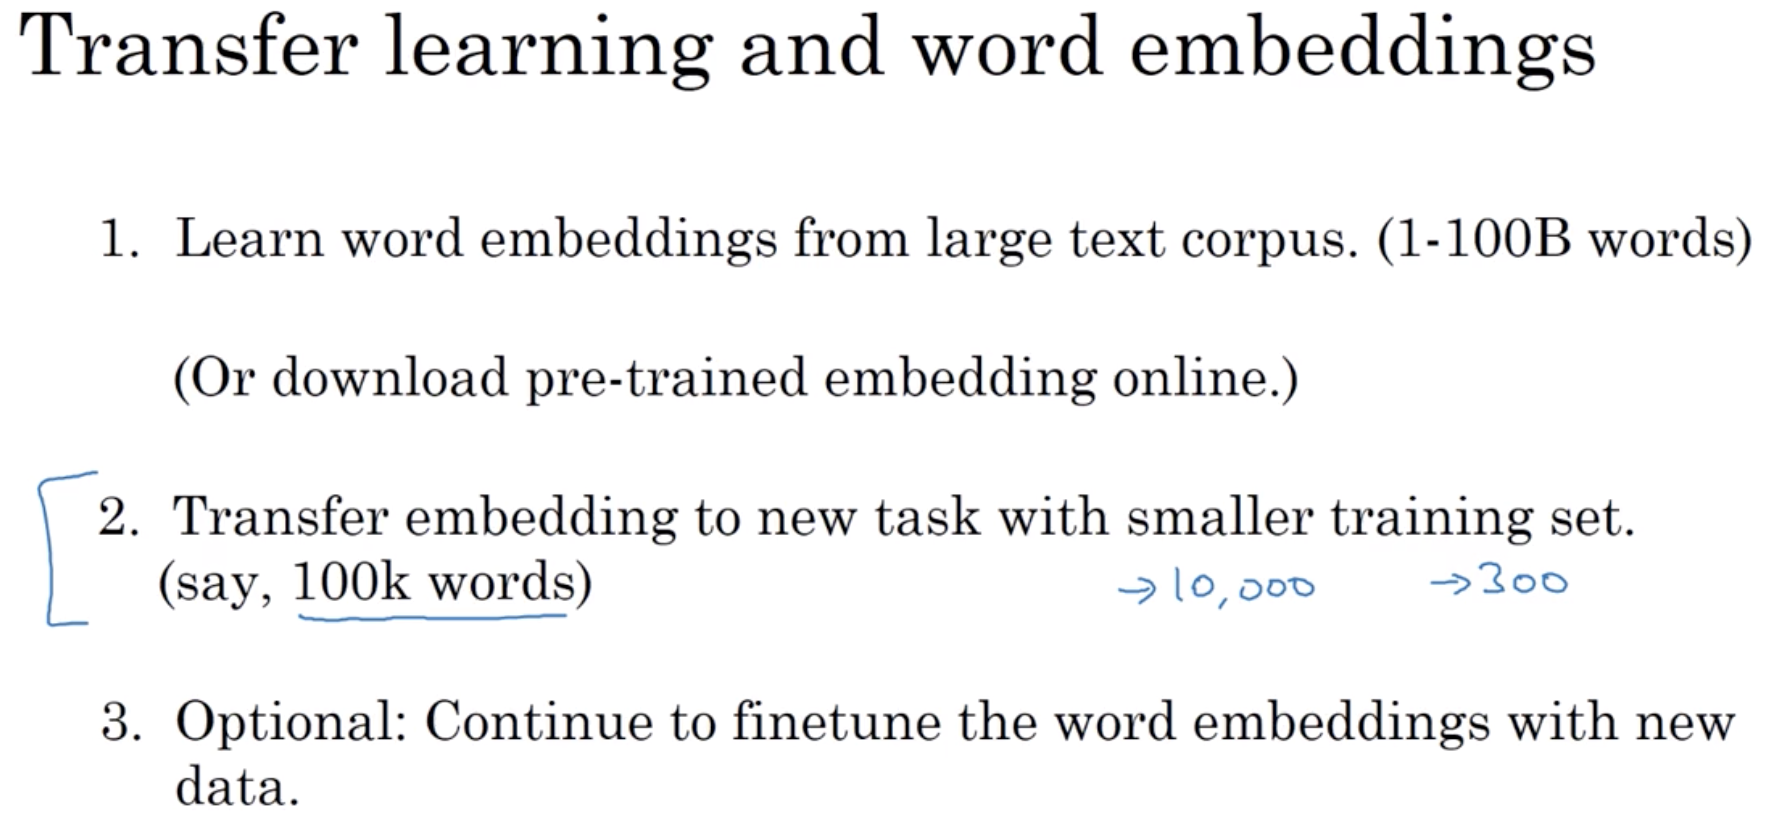 Transfer learning and word embeddings
1. Learn word embeddings from large text corpus. (1-100B words)
(Or download pre-trained embedding online.)
2. Transfer embedding to new task with smaller training set.
(say, 100k words) →10,000 →300
3. Optional: Continue to finetune the word embeddings with new
data.